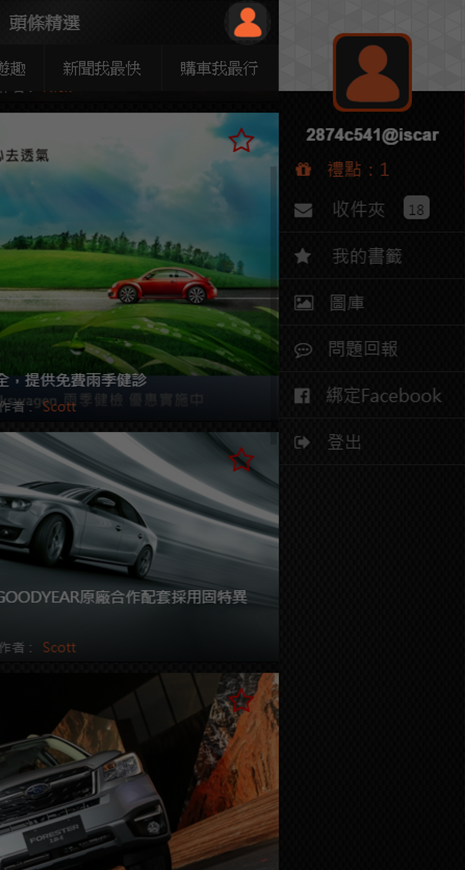 頭條精選
遊趣
新聞我最快
購車我最行
去透氣
全，提供免費雨季健診
kswagen 雨季健檢 優惠實施中
作者： Scott
GOODYEAR原廠合作配套採用固特異
作者： Scott
FORESTER
2874c541@iscar
禮點：1
收件夾 18
我的書籤
圖庫
問題回報
綁定Facebook
登出